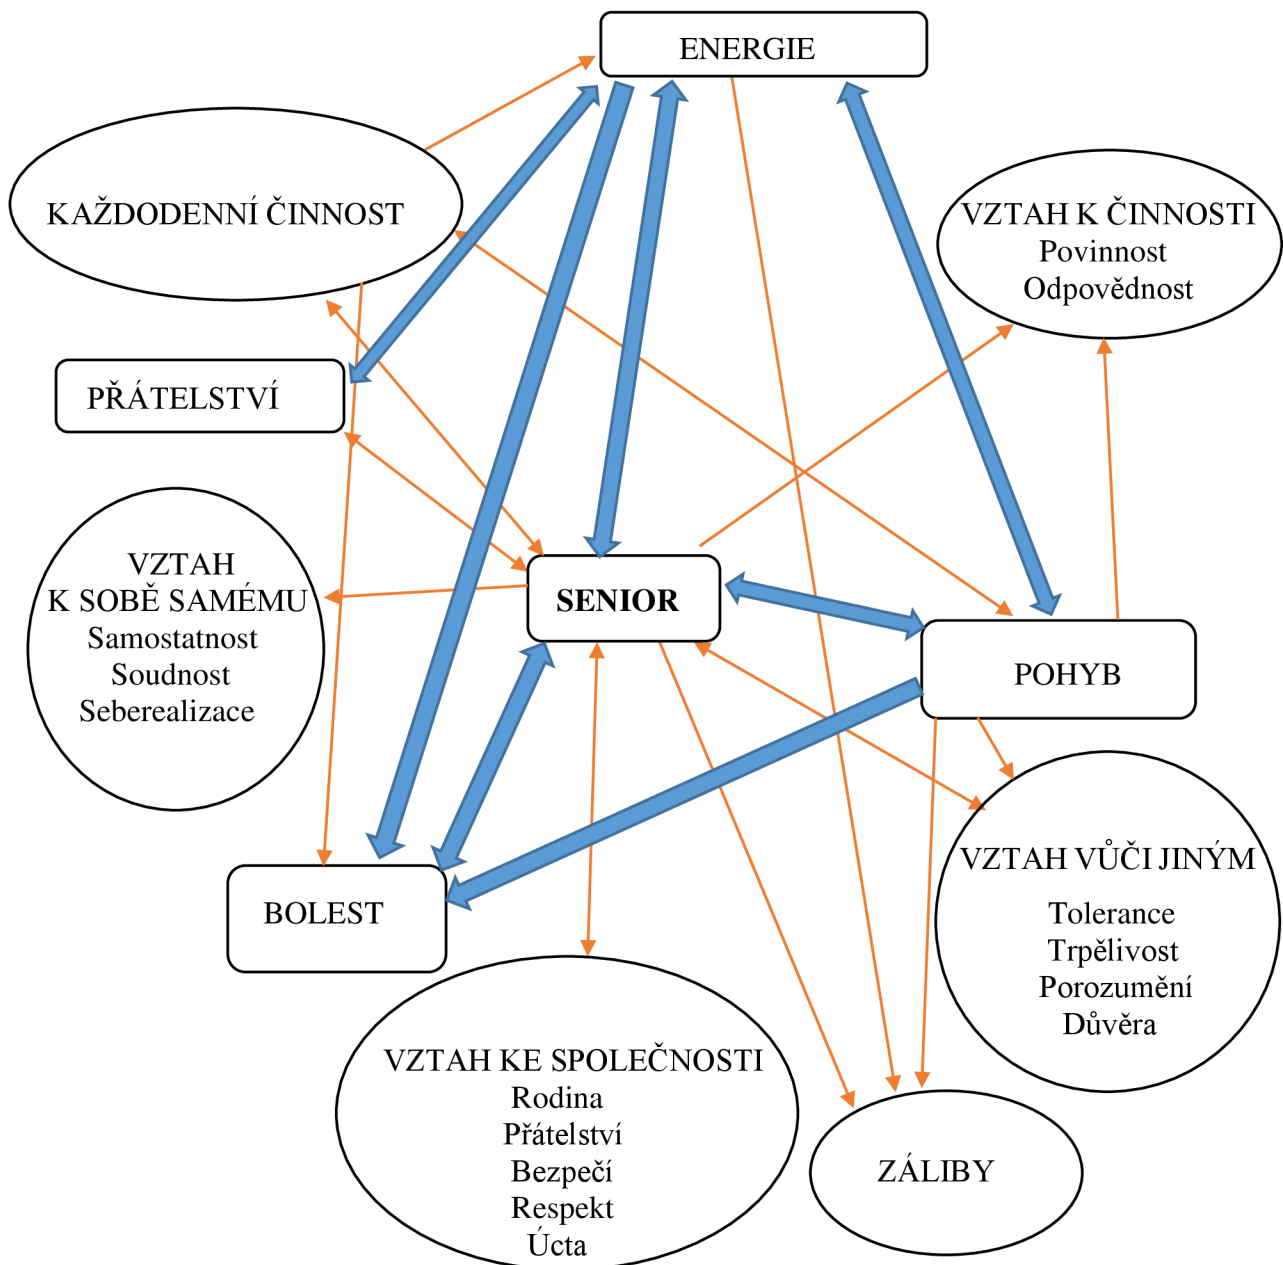 ENERGIE
KAŽDODENNÍ ČINNOST
VZTAH K ČINNOSTI
Povinnost
Odpovědnost
PŘÁTELSTVÍ
VZTAH
K SOBĚ SAMÉMU
Samostatnost
Soudnost
Seberealizace
SENIOR
POHYB
BOLEST
VZTAH VŮČI JINÝM
Tolerance
Trpělivost
Porozumění
Důvěra
VZTAH KE SPOLEČNOSTI
Rodina
Přátelství
Bezpečí
Respekt
Úcta
ZÁLIBY